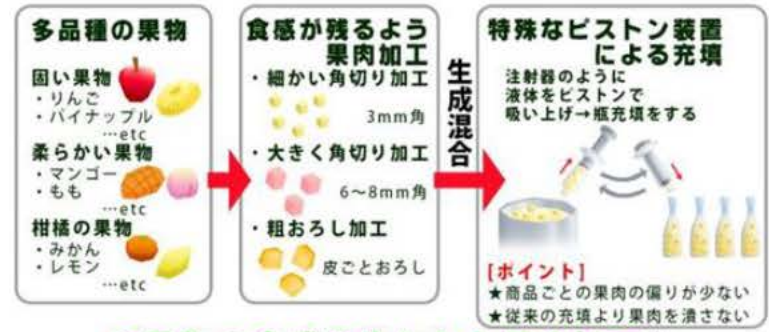 多品種の果物
固い果物
・りんご
・パイナップル
…etc
柔らかい果物
・マンゴー
・もも
…etc
柑橘の果物
・みかん
・レモン
…etc
食感が残るよう
果肉加工
・細かい角切り加工
3mm角
・大きく角切り加工
6〜8mm角
・粗おろし加工
皮ごとおろし
生成混合
特殊なピストン装置
による充填
注射器のように
液体をピストンで
吸い上げ→瓶充填をする
[ポイント]
★商品ごとの果肉の偏りが少ない
★従来の充填より果肉を潰さない